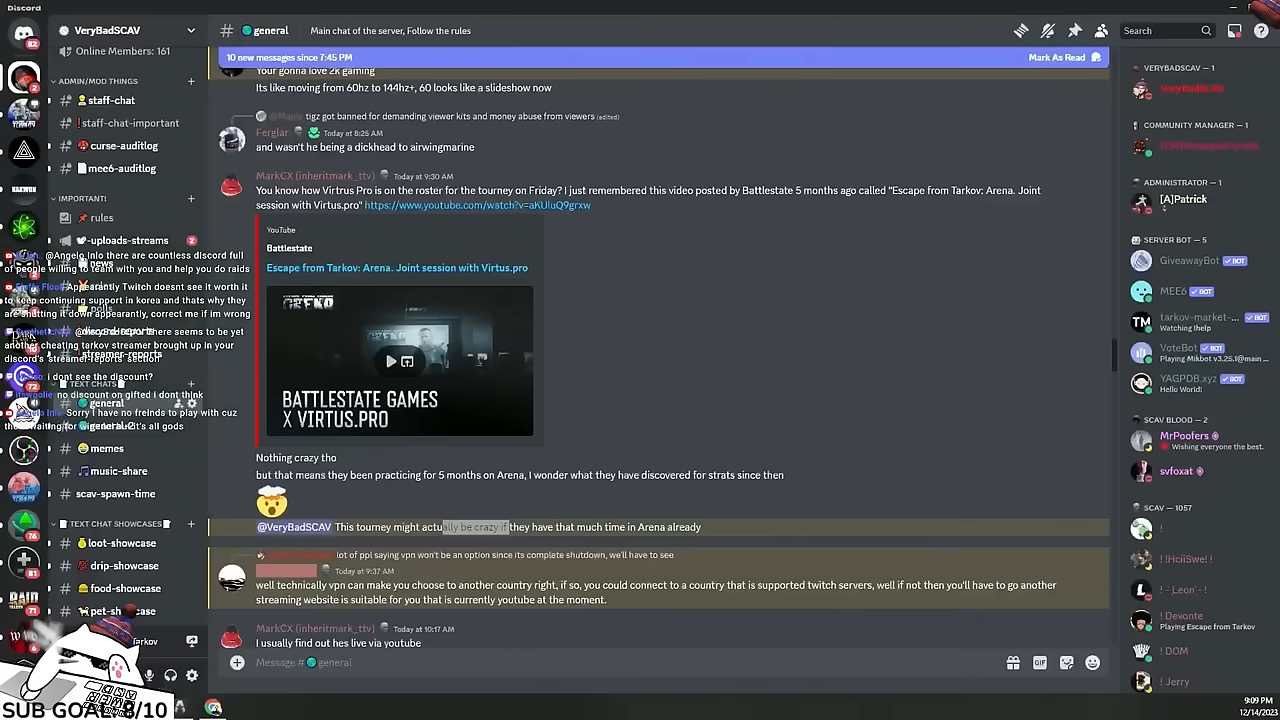 Discord
VeryBadSCAV
general
Main chat of the server, Follow the rules
Search
Online Members: 161
ADMIN/MOD THINGS
staff-chat
staff-chat-important
curse-auditlog
mee6-auditlog
IMPORTANT!
rules
-uploads-streams
2
TEXT CHATS
general
memes
music-share
scav-spawn-time
TEXT CHAT SHOWCASES
loot-showcase
drip-showcase
food-showcase
@Angelo Inlo there are countless discord full
of people willing to team with you and help you do raids
Apparently Twitch doesnt see it worth it
to keep continuing support in korea and thats why they
are shutting it down appearantly, correct me if im wrong
there seems to be yet
another cheating tarkov streamer brought up in your
discord's streamer-reports section
i dont see the discount?
no discount on gifted i dont think
Sorry I have no freinds to play with cuz
SUB GOAL: 8/10
10 new messages since 7:45 PM
Mark As Read
Your gonna love 2k gaming
Its like moving from 60hz to 144hz+, 60 looks like a slideshow now
tigz got banned for demanding viewer kits and money abuse from viewers (edited)
Ferglar Today at 8:25 AM
and wasn't he being a dickhead to airwingmarine
MarkCX (inheritmark_ttv) Today at 9:30 AM
You know how Virtrus Pro is on the roster for the tourney on Friday? I just remembered this video posted by Battlestate 5 months ago called "Escape from Tarkov: Arena. Joint
session with Virtus.pro" https://www.youtube.com/watch?v=aKUluQ9grxw
YouTube
Battlestate
Escape from Tarkov: Arena. Joint session with Virtus.pro
BATTLESTATE GAMES
X VIRTUS.PRO
Nothing crazy tho
but that means they been practicing for 5 months on Arena, I wonder what they have discovered for strats since then
@VeryBadSCAV This tourney might actually be crazy if they have that much time in Arena already
lot of ppl saying vpn won't be an option since its complete shutdown, we'll have to see
Today at 9:37 AM
well technically vpn can make you choose to another country right, if so, you could connect to a country that is supported twitch servers, well if not then you'll have to go another
streaming website is suitable for you that is currently youtube at the moment.
MarkCX (inheritmark_ttv) Today at 10:17 AM
I usually find out hes live via youtube
Message # general
GIF
VERYBADSCAV — 1
VeryBadSCAV
COMMUNITY MANAGER — 1
ADMINISTRATOR — 1
[A]Patrick
SERVER BOT — 5
GiveawayBot BOT
MEE6 BOT
tarkov-market-... BOT
Watching !help
VoteBot BOT
Playing Mikbot v3.25.1@main ...
YAGPDB.xyz BOT
Hello World!
SCAV BLOOD — 2
MrPoofers
Wishing everyone the best.
svfoxat
SCAV — 1057
!
! !HciiSwe! !
! -Leon- !
! Devonte
Playing Escape from Tarkov
! DOM
! Jerry
9:09 PM
12/14/2023